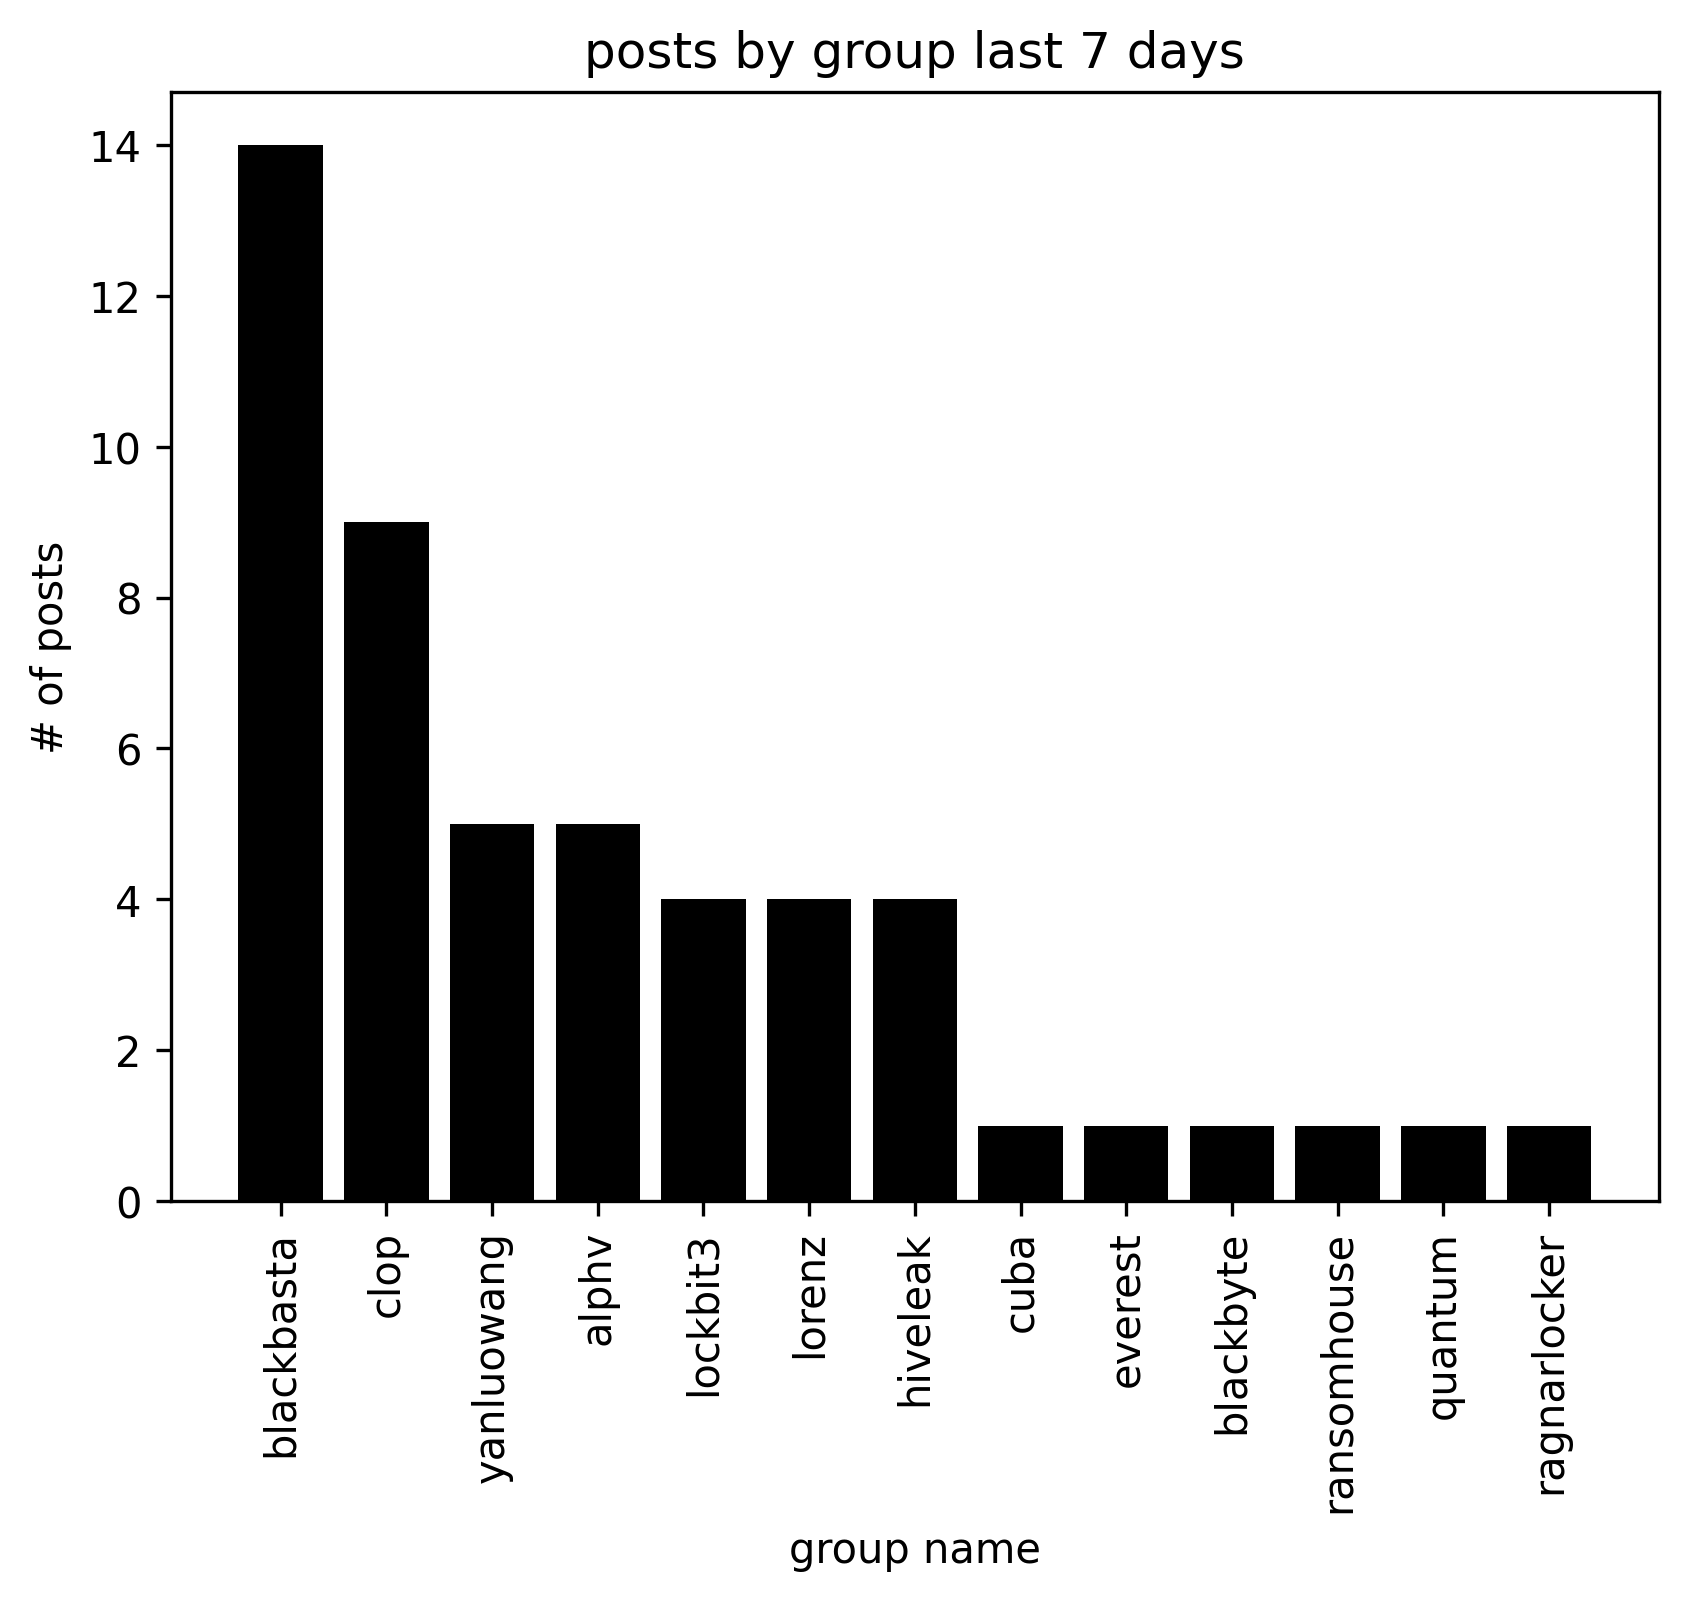 posts by group last 7 days
14
12
10
8
6
4
2
0
# of posts
blackbasta
clop
yanluowang
alphv
lockbit3
lorenz
hiveleak
cuba
everest
blackbyte
ransomhouse
quantum
ragnarlocker
group name